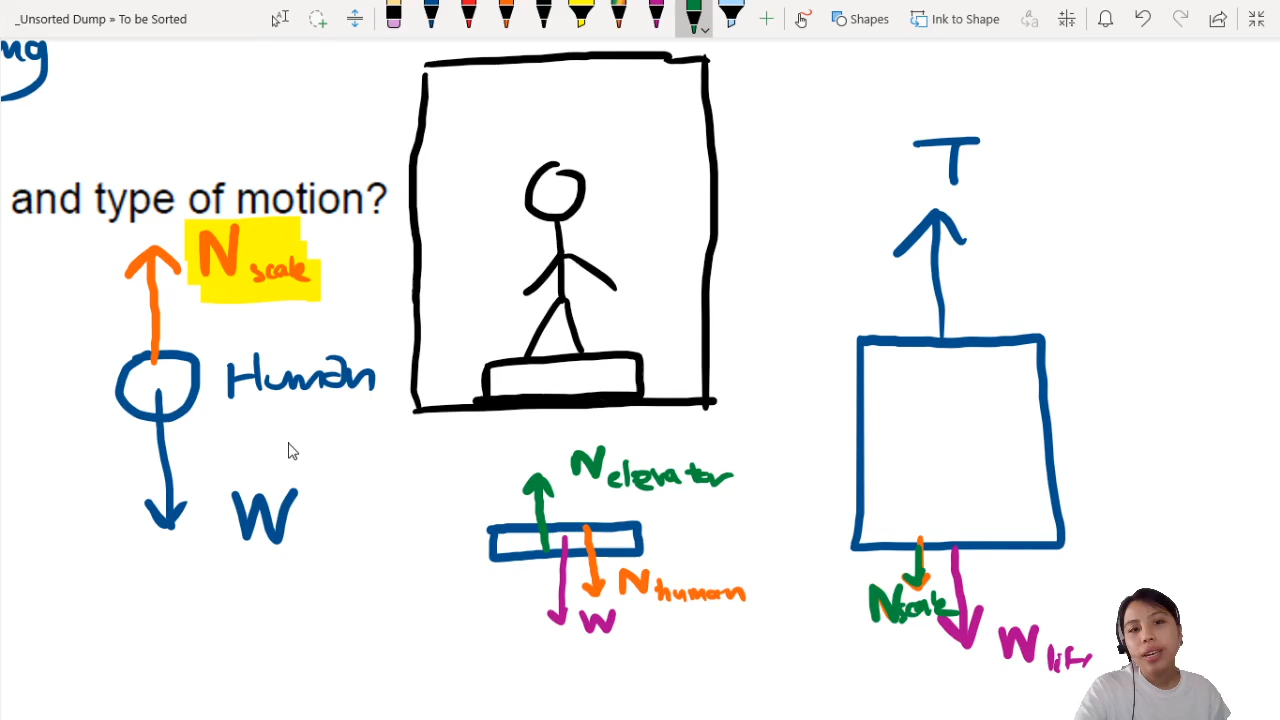 _Unsorted Dump » To be Sorted
Shapes
Ink to Shape
ng
and type of motion?
N scale
Human
W
T
N elevator
N human
W
N scale
W lift